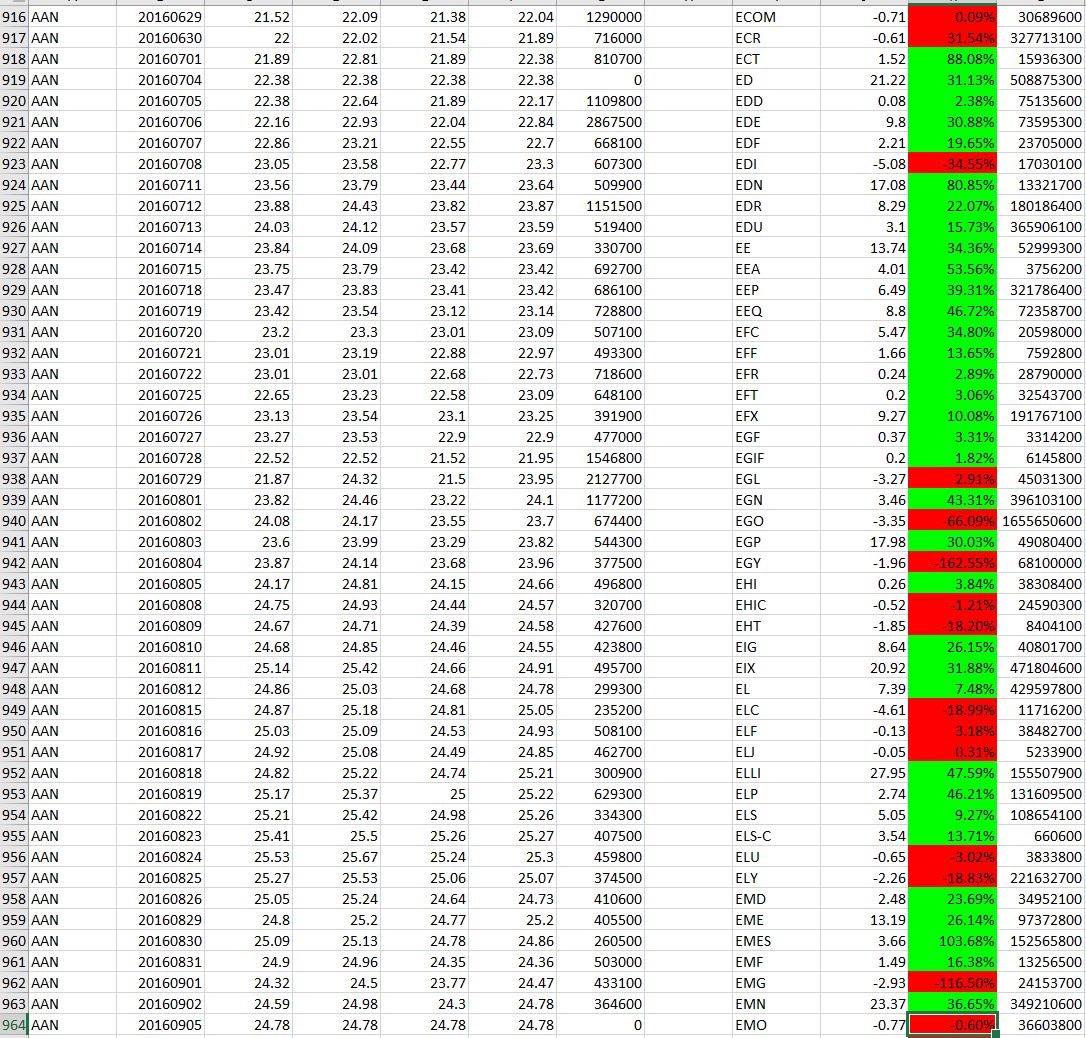 916 AAN 20160629 21.52 22.09 21.38 22.04 1290000 ECOM -0.71 0.09% 30689600
917 AAN 20160630 22 22.02 21.54 21.89 716000 ECR -0.61 31.54% 327713100
918 AAN 20160701 21.89 22.81 21.89 22.38 810700 ECT 1.52 88.08% 15936300
919 AAN 20160704 22.38 22.38 22.38 22.38 0 ED 21.22 31.13% 508875300
920 AAN 20160705 22.38 22.64 21.89 22.17 1109800 EDD 0.08 2.38% 75135600
921 AAN 20160706 22.16 22.93 22.04 22.84 2867500 EDE 9.8 30.88% 73595300
922 AAN 20160707 22.86 23.21 22.55 22.7 668100 EDF 2.21 19.65% 23705000
923 AAN 20160708 23.05 23.58 22.77 23.3 607300 EDI -5.08 -34.55% 17030100
924 AAN 20160711 23.56 23.79 23.44 23.64 509900 EDN 17.08 80.85% 13321700
925 AAN 20160712 23.88 24.43 23.82 23.87 1151500 EDR 8.29 22.07% 180186400
926 AAN 20160713 24.03 24.12 23.57 23.59 519400 EDU 3.1 15.73% 365906100
927 AAN 20160714 23.84 24.09 23.68 23.69 330700 EE 13.74 34.36% 52999300
928 AAN 20160715 23.75 23.79 23.42 23.42 692700 EEA 4.01 53.56% 3756200
929 AAN 20160718 23.47 23.83 23.41 23.42 686100 EEP 6.49 39.31% 321786400
930 AAN 20160719 23.42 23.54 23.12 23.14 728800 EEQ 8.8 46.72% 72358700
931 AAN 20160720 23.2 23.3 23.01 23.09 507100 EFC 5.47 34.80% 20598000
932 AAN 20160721 23.01 23.19 22.88 22.97 493300 EFF 1.66 13.65% 7592800
933 AAN 20160722 23.01 23.01 22.68 22.73 718600 EFR 0.24 2.89% 28790000
934 AAN 20160725 22.65 23.23 22.58 23.09 648100 EFT 0.2 3.06% 32543700
935 AAN 20160726 23.13 23.54 23.1 23.25 391900 EFX 9.27 10.08% 191767100
936 AAN 20160727 23.27 23.53 22.9 22.9 477000 EGF 0.37 3.31% 3314200
937 AAN 20160728 22.52 22.52 21.52 21.95 1546800 EGIF 0.2 1.82% 6145800
938 AAN 20160729 21.87 24.32 21.5 23.95 2127700 EGL -3.27 2.91% 45031300
939 AAN 20160801 23.82 24.46 23.22 24.1 1177200 EGN 3.46 43.31% 396103100
940 AAN 20160802 24.08 24.17 23.55 23.7 674400 EGO -3.35 -66.09% 1655650600
941 AAN 20160803 23.6 23.99 23.29 23.82 544300 EGP 17.98 30.03% 49080400
942 AAN 20160804 23.87 24.14 23.68 23.96 377500 EGY -1.96 -162.55% 68100000
943 AAN 20160805 24.17 24.81 24.15 24.66 496800 EHI 0.26 3.84% 38308400
944 AAN 20160808 24.75 24.93 24.44 24.57 320700 EHIC -0.52 -1.21% 24590300
945 AAN 20160809 24.67 24.71 24.39 24.58 427600 EHT -1.85 -18.20% 8404100
946 AAN 20160810 24.68 24.85 24.46 24.55 423800 EIG 8.64 26.15% 40801700
947 AAN 20160811 25.14 25.42 24.66 24.91 495700 EIX 20.92 31.88% 471804600
948 AAN 20160812 24.86 25.03 24.68 24.78 299300 EL 7.39 7.48% 429597800
949 AAN 20160815 24.87 25.18 24.81 25.05 235200 ELC -4.61 -18.99% 11716200
950 AAN 20160816 25.03 25.09 24.53 24.93 508100 ELF -0.13 3.18% 38482700
951 AAN 20160817 24.92 25.08 24.49 24.85 462700 ELJ -0.05 0.31% 5233900
952 AAN 20160818 24.82 25.22 24.74 25.21 300900 ELLI 27.95 47.59% 155507900
953 AAN 20160819 25.17 25.37 25 25.22 629300 ELP 2.74 46.21% 131609500
954 AAN 20160822 25.21 25.42 24.98 25.26 334300 ELS 5.05 9.27% 108654100
955 AAN 20160823 25.41 25.5 25.26 25.27 407500 ELS-C 3.54 13.71% 660600
956 AAN 20160824 25.53 25.67 25.24 25.3 459800 ELU -0.65 -3.02% 3833800
957 AAN 20160825 25.27 25.53 25.06 25.07 374500 ELY -2.26 -18.83% 221632700
958 AAN 20160826 25.05 25.24 24.64 24.73 410600 EMD 2.48 23.69% 34952100
959 AAN 20160829 24.8 25.2 24.77 25.2 405500 EME 13.19 26.14% 97372800
960 AAN 20160830 25.09 25.13 24.78 24.86 260500 EMES 3.66 103.68% 152565800
961 AAN 20160831 24.9 24.96 24.35 24.36 503000 EMF 1.49 16.38% 13256500
962 AAN 20160901 24.32 24.5 23.77 24.47 433100 EMG -2.93 -116.50% 24153700
963 AAN 20160902 24.59 24.98 24.3 24.78 364600 EMN 23.37 36.65% 349210600
964 AAN 20160905 24.78 24.78 24.78 24.78 0 EMO -0.77 -0.60% 36603800